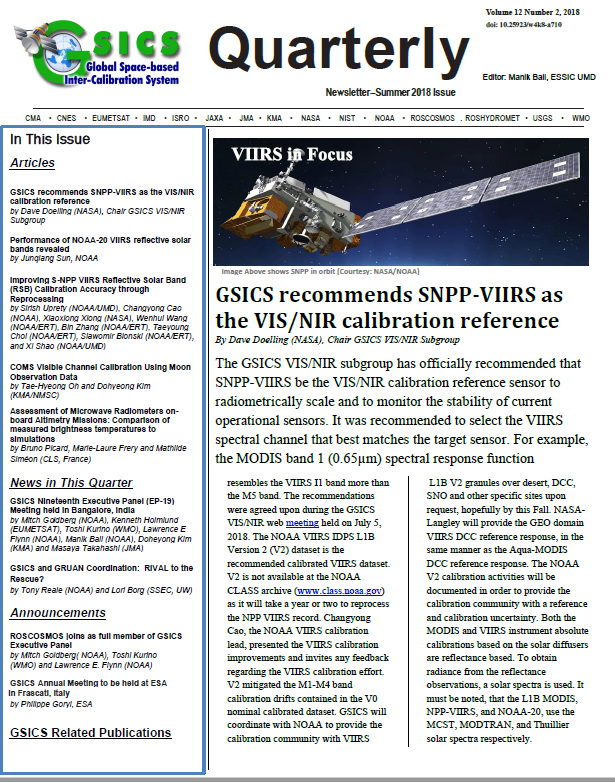 Volume 12 Number 2, 2018
doi: 10.25923/w4k8-a710
GSICS
Global Space-based
Inter-Calibration System
Quarterly
Editor: Manik Bali, ESSIC UMD
Newsletter–Summer 2018 Issue
CMA • CNES • EUMETSAT • IMD • ISRO • JAXA • JMA • KMA • NASA • NIST • NOAA • ROSCOSMOS . ROSHYDROMET • USGS • WMO
In This Issue
Articles
GSICS recommends SNPP-VIIRS as the VIS/NIR
calibration reference
by Dave Doelling (NASA), Chair GSICS VIS/NIR
Subgroup
Performance of NOAA-20 VIIRS reflective solar
bands revealed
by Junqiang Sun, NOAA
Improving S-NPP VIIRS Reflective Solar Band
(RSB) Calibration Accuracy through
Reprocessing
by Sirish Uprety (NOAA/UMD), Changyong Cao
(NOAA), Xiaoxiong Xiong (NASA), Wenhui Wang
(NOAA/ERT), Bin Zhang (NOAA/ERT), Taeyoung
Choi (NOAA/ERT), Slawomir Blonski (NOAA/ERT),
and Xi Shao (NOAA/UMD)
COMS Visible Channel Calibration Using Moon
Observation Data
by Tae-Hyeong Oh and Dohyeong Kim
(KMA/NMSC)
Assessment of Microwave Radiometers on-
board Altimetry Missions: Comparison of
measured brightness temperatures to
simulations
by Bruno Picard, Marie-Laure Frery and Mathilde
Siméon (CLS, France)
News in This Quarter
GSICS Nineteenth Executive Panel (EP-19)
Meeting held in Bangalore, India
by Mitch Goldberg (NOAA), Kenneth Holmlund
(EUMETSAT), Toshi Kurino (WMO), Lawrence E
Flynn (NOAA), Manik Bali (NOAA), Doheyong Kim
(KMA) and Masaya Takahashi (JMA)
GSICS and GRUAN Coordination: RIVAL to the
Rescue?
by Tony Reale (NOAA) and Lori Borg (SSEC, UW)
Announcements
ROSCOSMOS joins as full member of GSICS
Executive Panel
by Mitch Goldberg( NOAA), Toshi Kurino
(WMO) and Lawrence E. Flynn (NOAA)
GSICS Annual Meeting to be held at ESA
in Frascati, Italy
by Philippe Goryl, ESA
GSICS Related Publications
VIIRS in Focus
Image Above shows SNPP in orbit (Courtesy: NASA/NOAA)
GSICS recommends SNPP-VIIRS as
the VIS/NIR calibration reference
By Dave Doelling (NASA), Chair GSICS VIS/NIR Subgroup
The GSICS VIS/NIR subgroup has officially recommended that
SNPP-VIIRS be the VIS/NIR calibration reference sensor to
radiometrically scale and to monitor the stability of current
operational sensors. It was recommended to select the VIIRS
spectral channel that best matches the target sensor. For example,
the MODIS band 1 (0.65µm) spectral response function
resembles the VIIRS I1 band more than
the M5 band. The recommendations
were agreed upon during the GSICS
VIS/NIR web meeting held on July 5,
2018. The NOAA VIIRS IDPS L1B
Version 2 (V2) dataset is the
recommended calibrated VIIRS dataset.
V2 is not available at the NOAA
CLASS archive (www.class.noaa.gov)
as it will take a year or two to reprocess
the NPP VIIRS record. Changyong
Cao, the NOAA VIIRS calibration
lead, presented the VIIRS calibration
improvements and invites any feedback
regarding the VIIRS calibration effort.
V2 mitigated the M1-M4 band
calibration drifts contained in the V0
nominal calibrated dataset. GSICS will
coordinate with NOAA to provide the
calibration community with VIIRS
L1B V2 granules over desert, DCC,
SNO and other specific sites upon
request, hopefully by this Fall. NASA-
Langley will provide the GEO domain
VIIRS DCC reference response, in the
same manner as the Aqua-MODIS
DCC reference response. The NOAA
V2 calibration activities will be
documented in order to provide the
calibration community with a reference
and calibration uncertainty. Both the
MODIS and VIIRS instrument absolute
calibrations based on the solar diffusers
are reflectance based. To obtain
radiance from the reflectance
observations, a solar spectra is used. It
must be noted, that the L1B MODIS,
NPP-VIIRS, and NOAA-20, use the
MCST, MODTRAN, and Thuillier
solar spectra respectively.